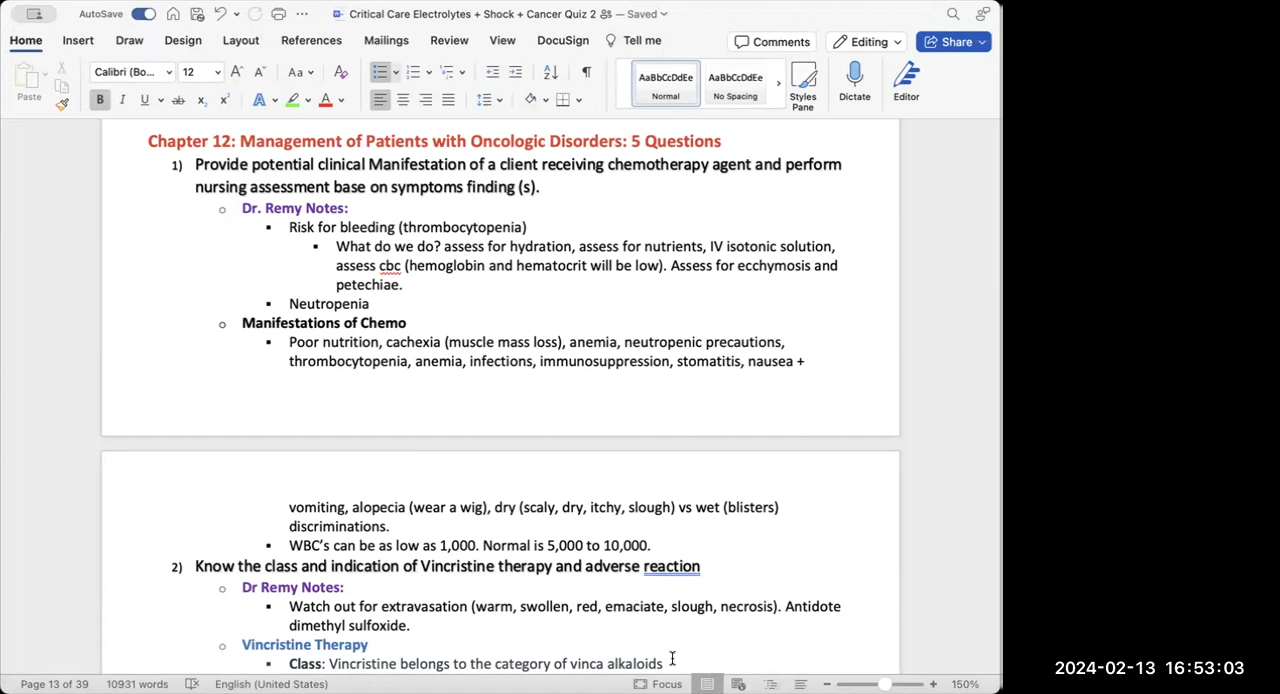 AutoSave
Critical Care Electrolytes + Shock + Cancer Quiz 2 — Saved
Home Insert Draw Design Layout References Mailings Review View DocuSign Tell me Comments Editing Share
Paste Calibri (Bo... 12 Aa AaBbCcDdEe Normal AaBbCcDdEe No Spacing Styles Pane Dictate Editor
B I U ab x₂ x² A A
Chapter 12: Management of Patients with Oncologic Disorders: 5 Questions
1) Provide potential clinical Manifestation of a client receiving chemotherapy agent and perform
nursing assessment base on symptoms finding (s).
Dr. Remy Notes:
Risk for bleeding (thrombocytopenia)
What do we do? assess for hydration, assess for nutrients, IV isotonic solution,
assess cbc (hemoglobin and hematocrit will be low). Assess for ecchymosis and
petechiae.
Neutropenia
Manifestations of Chemo
Poor nutrition, cachexia (muscle mass loss), anemia, neutropenic precautions,
thrombocytopenia, anemia, infections, immunosuppression, stomatitis, nausea +
vomiting, alopecia (wear a wig), dry (scaly, dry, itchy, slough) vs wet (blisters)
discriminations.
WBC’s can be as low as 1,000. Normal is 5,000 to 10,000.
2) Know the class and indication of Vincristine therapy and adverse reaction
Dr Remy Notes:
Watch out for extravasation (warm, swollen, red, emaciate, slough, necrosis). Antidote
dimethyl sulfoxide.
Vincristine Therapy
Class: Vincristine belongs to the category of vinca alkaloids
Page 13 of 39 10931 words English (United States) Focus 150%
2024-02-13 16:53:03